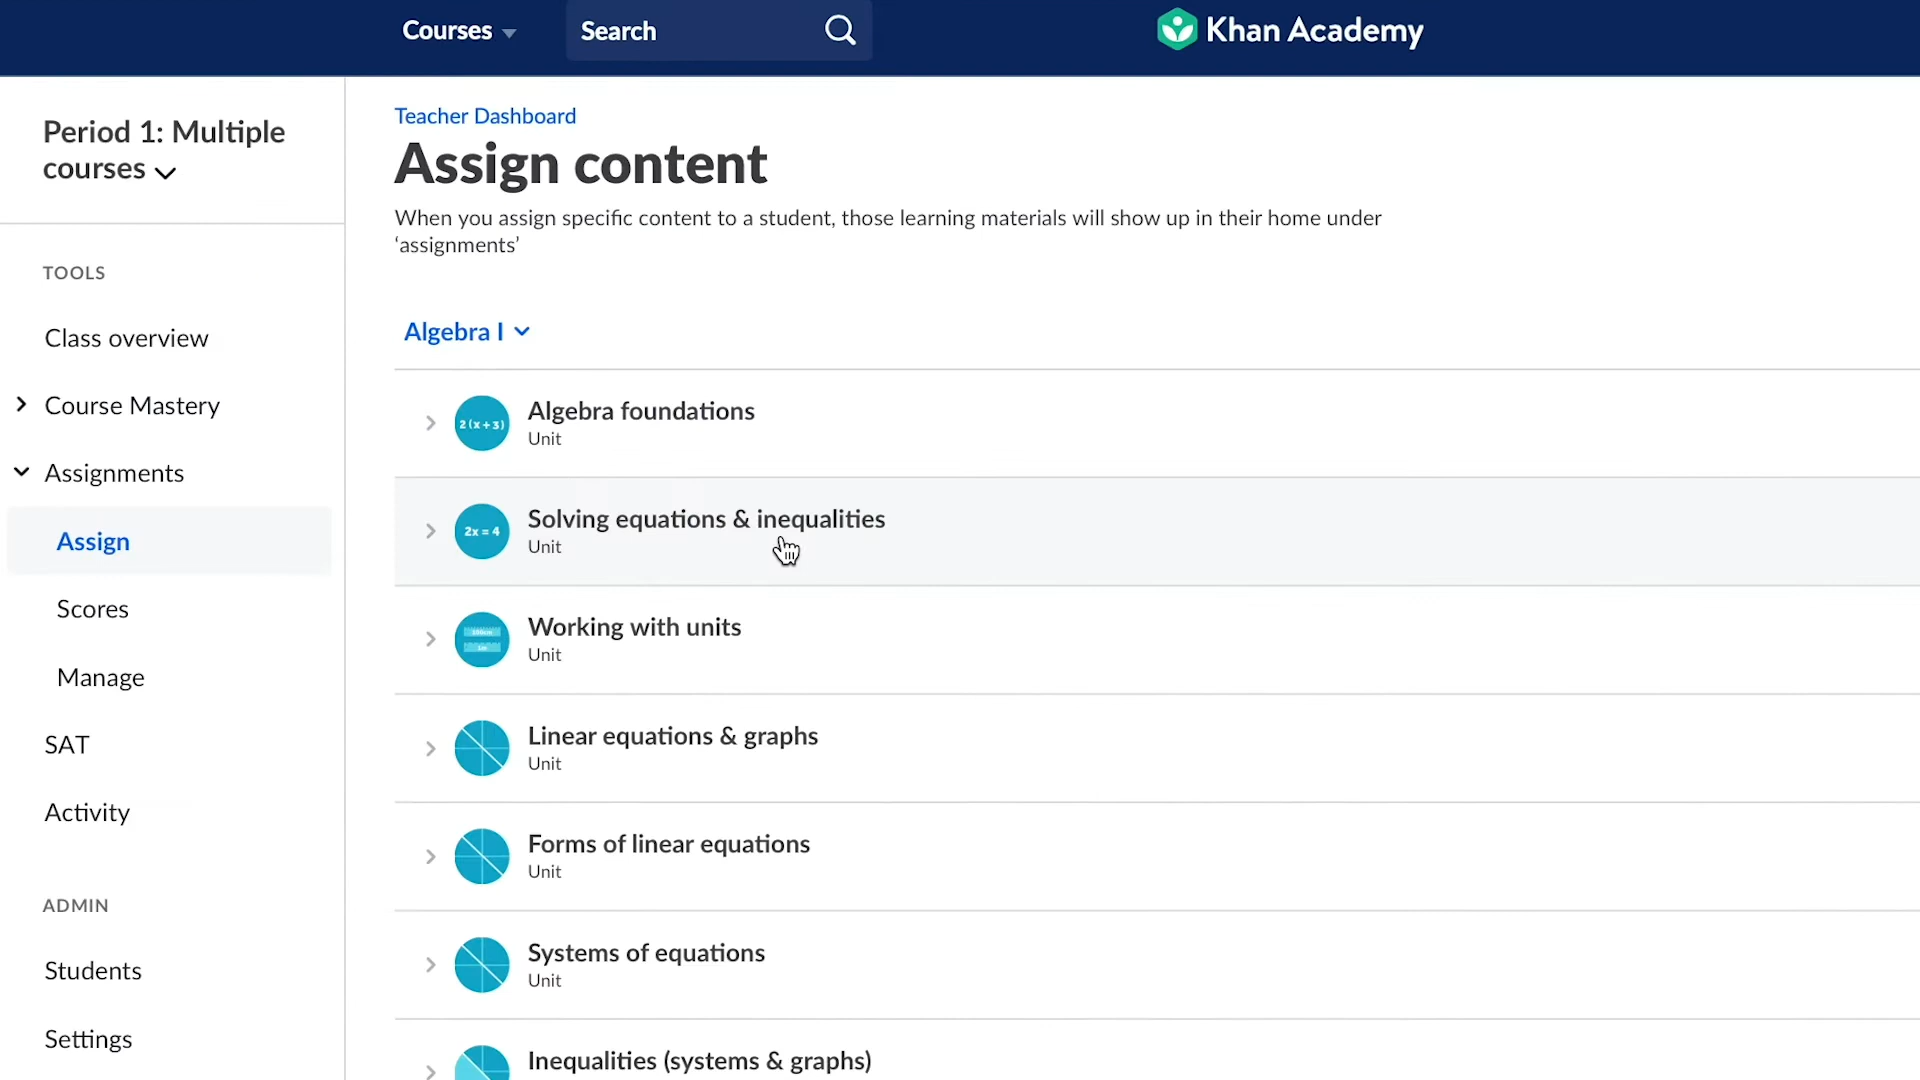 Courses
Search
Khan Academy
Period 1: Multiple
courses
TOOLS
Class overview
Course Mastery
Assignments
Assign
Scores
Manage
SAT
Activity
ADMIN
Students
Settings
Teacher Dashboard
Assign content
When you assign specific content to a student, those learning materials will show up in their home under
‘assignments’
Algebra I
2 (x + 3)
Algebra foundations
Unit
2x = 4
Solving equations & inequalities
Unit
100cm
1m
Working with units
Unit
Linear equations & graphs
Unit
Forms of linear equations
Unit
Systems of equations
Unit
Inequalities (systems & graphs)